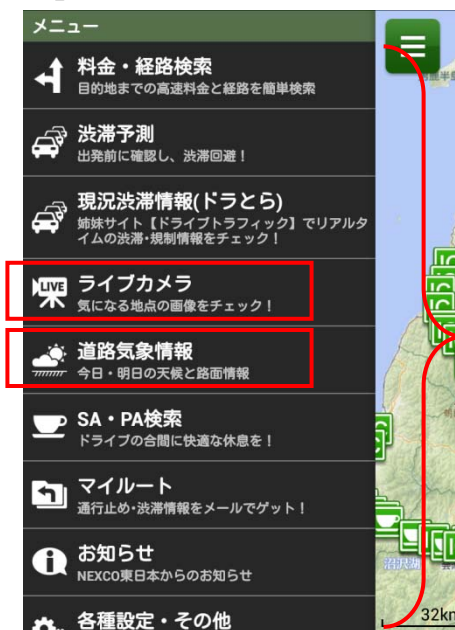 メニュー
料金・経路検索
目的地までの高速料金と経路を簡単検索
渋滞予測
出発前に確認し、渋滞回避！
現況渋滞情報(ドラとら)
姉妹サイト【ドライブトラフィック】でリアルタ
イムの渋滞・規制情報をチェック！
LIVE
ライブカメラ
気になる地点の画像をチェック！
道路気象情報
今日・明日の天候と路面情報
SA・PA検索
ドライブの合間に快適な休息を！
マイルート
通行止め・渋滞情報をメールでゲット！
お知らせ
NEXCO東日本からのお知らせ
各種設定・その他
32km